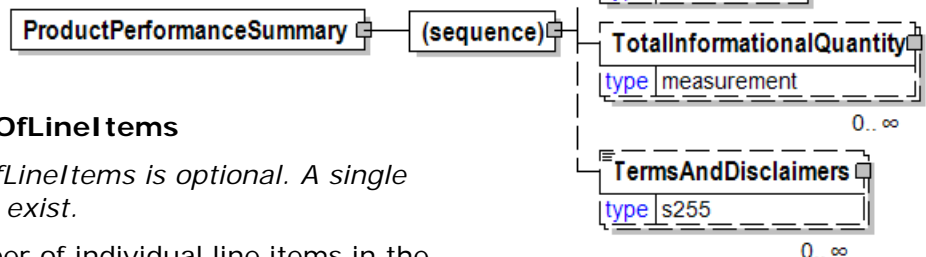 ProductPerformanceSummary
(sequence)
TotalInformationalQuantity
type measurement
0.. ∞
OfLineItems
fLineItems is optional. A single
exist.
TermsAndDisclaimers
type s255
0.. ∞
er of individual line items in the